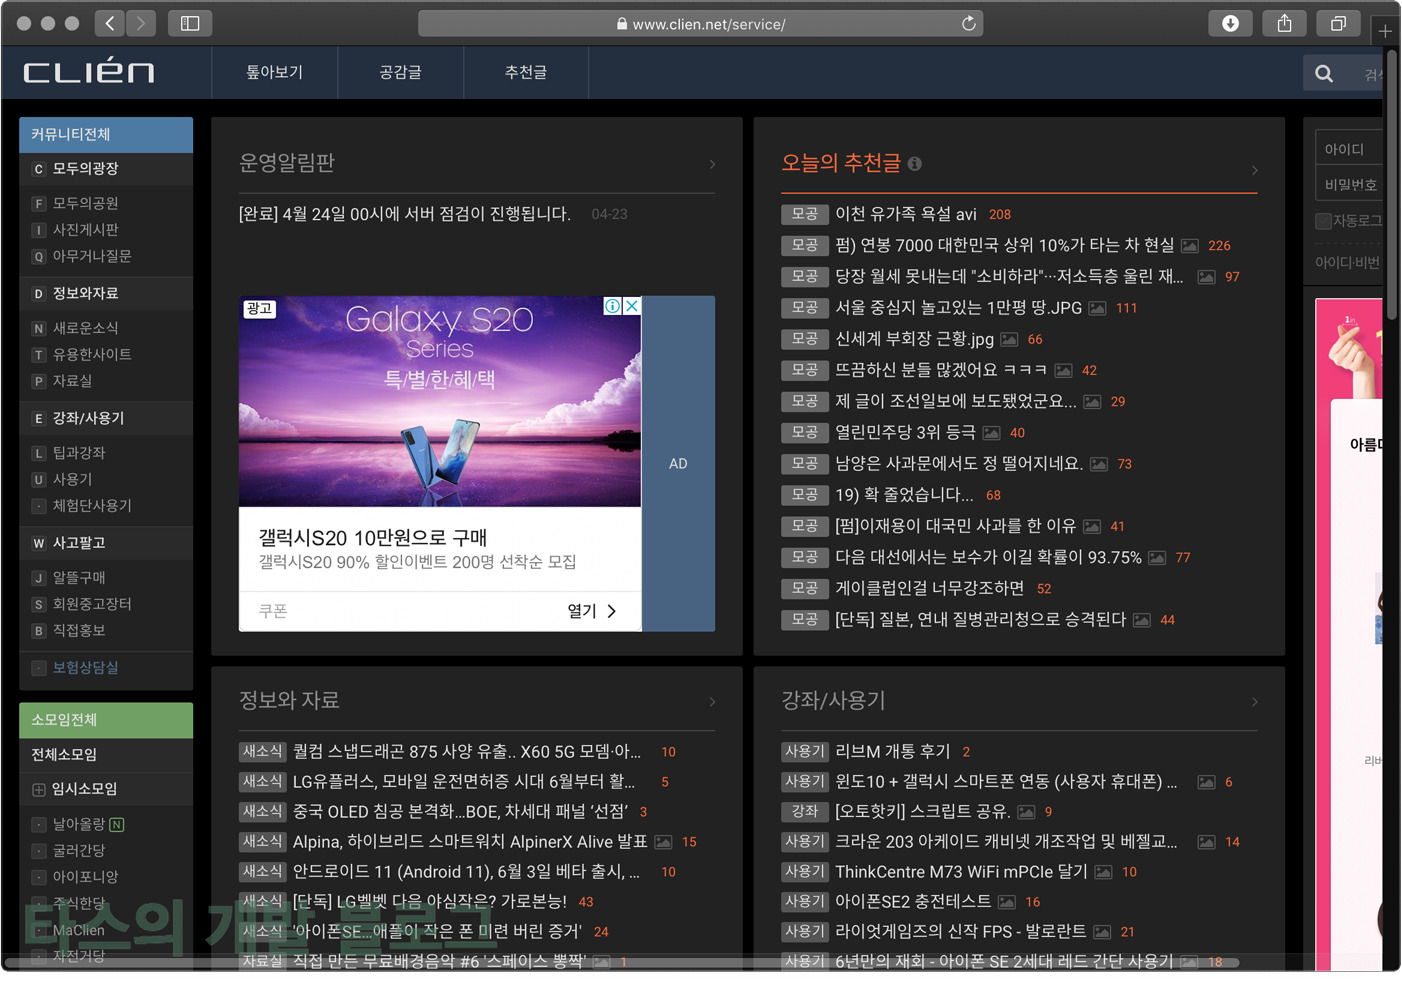 www.clien.net/service/
CLIÉN
톺아보기
공감글
추천글
커뮤니티전체
C 모두의광장
F 모두의공원
I 사진게시판
Q 아무거나질문
D 정보와자료
N 새로운소식
T 유용한사이트
P 자료실
E 강좌/사용기
L 팁과강좌
U 사용기
· 체험단사용기
W 사고팔고
J 알뜰구매
S 회원중고장터
B 직접홍보
· 보험상담실
소모임전체
전체소모임
임시소모임
· 날아올랑 N
· 굴러간당
· 아이포니앙
· 주식한당
· MaClien
· 자전거당
운영알림판
[완료] 4월 24일 00시에 서버 점검이 진행됩니다. 04-23
광고
Galaxy S20
Series
특/별/한/혜/택
AD
갤럭시S20 10만원으로 구매
갤럭시S20 90% 할인이벤트 200명 선착순 모집
쿠폰
열기
오늘의 추천글
모공 이천 유가족 욕설 avi 208
모공 펌) 연봉 7000 대한민국 상위 10%가 타는 차 현실 226
모공 당장 월세 못내는데 "소비하라"…저소득층 울린 재... 97
모공 서울 중심지 놀고있는 1만평 땅.JPG 111
모공 신세계 부회장 근황.jpg 66
모공 뜨끔하신 분들 많겠어요 ㅋㅋㅋ 42
모공 제 글이 조선일보에 보도됐었군요... 29
모공 열린민주당 3위 등극 40
모공 남양은 사과문에서도 정 떨어지네요. 73
모공 19) 확 줄었습니다... 68
모공 [펌]이재용이 대국민 사과를 한 이유 41
모공 다음 대선에서는 보수가 이길 확률이 93.75% 77
모공 게이클럽인걸 너무강조하면 52
모공 [단독] 질본, 연내 질병관리청으로 승격된다 44
정보와 자료
새소식 퀄컴 스냅드래곤 875 사양 유출.. X60 5G 모뎀·아... 10
새소식 LG유플러스, 모바일 운전면허증 시대 6월부터 활... 5
새소식 중국 OLED 침공 본격화…BOE, 차세대 패널 ‘선점’ 3
새소식 Alpina, 하이브리드 스마트워치 AlpinerX Alive 발표 15
새소식 안드로이드 11 (Android 11), 6월 3일 베타 출시, ... 10
새소식 [단독] LG벨벳 다음 야심작은? 가로본능! 43
새소식 '아이폰SE…애플이 작은 폰 미련 버린 증거' 24
자료실 직접 만든 무료배경음악 #6 '스페이스 뽕짝' 1
강좌/사용기
사용기 리브M 개통 후기 2
사용기 윈도10 + 갤럭시 스마트폰 연동 (사용자 휴대폰) ... 6
강좌 [오토핫키] 스크립트 공유. 9
사용기 크라운 203 아케이드 캐비넷 개조작업 및 베젤교... 14
사용기 ThinkCentre M73 WiFi mPCIe 달기 10
사용기 아이폰SE2 충전테스트 16
사용기 라이엇게임즈의 신작 FPS - 발로란트 21
사용기 6년만의 재회 - 아이폰 SE 2세대 레드 간단 사용기 18
아이디
비밀번호
자동로그
아이디·비번
1in
리버
타스의 개발 블로그